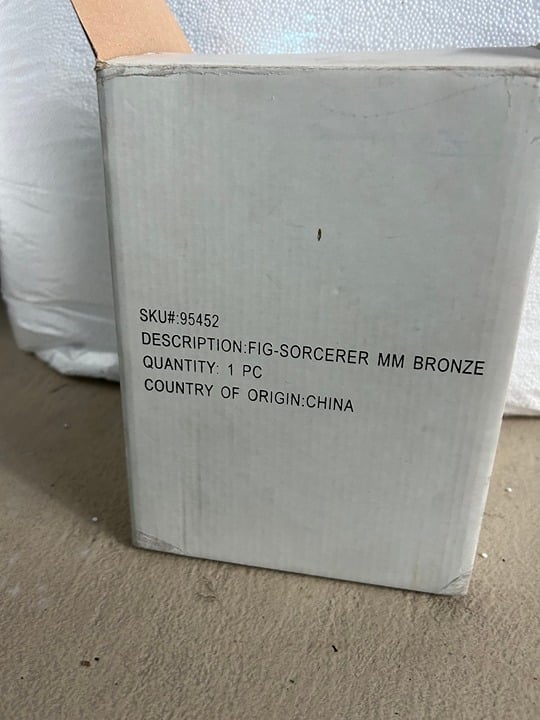 SKU#:95452
DESCRIPTION:FIG-SORCERER MM BRONZE
QUANTITY: 1 PC
COUNTRY OF ORIGIN:CHINA